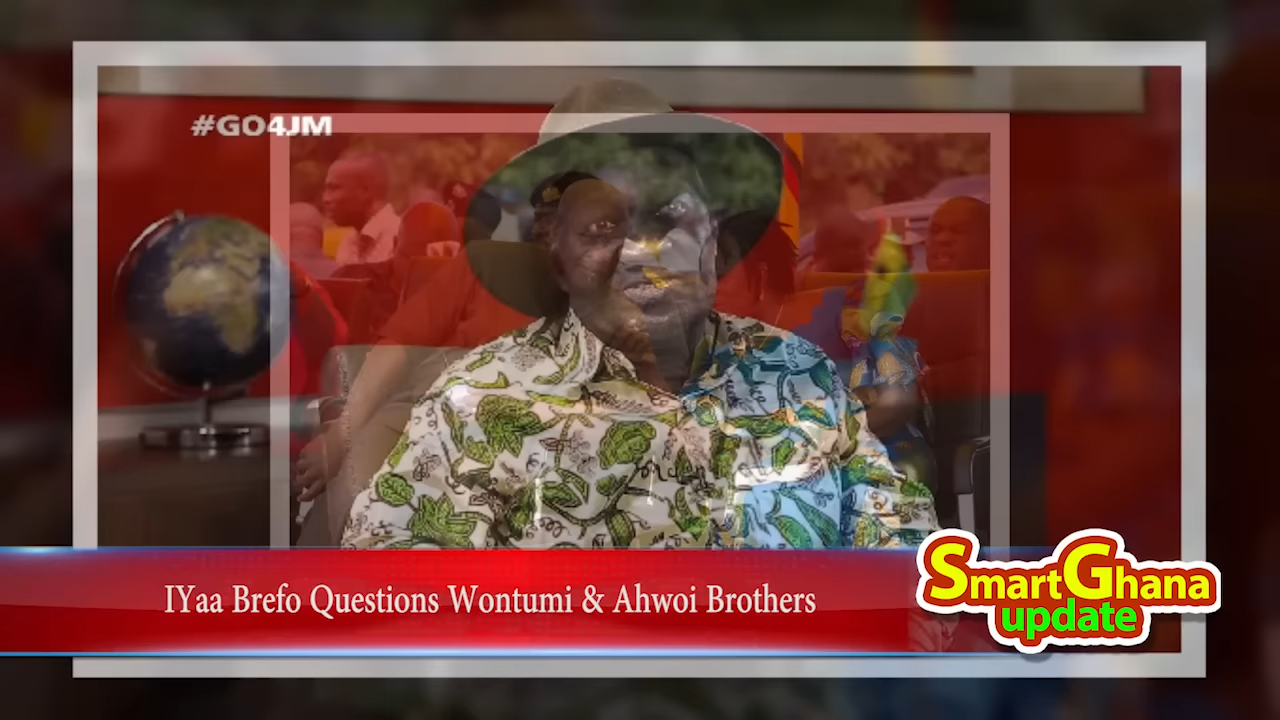 #GO4JM
IYaa Brefo Questions Wontumi & Ahwoi Brothers
SmartGhana
update